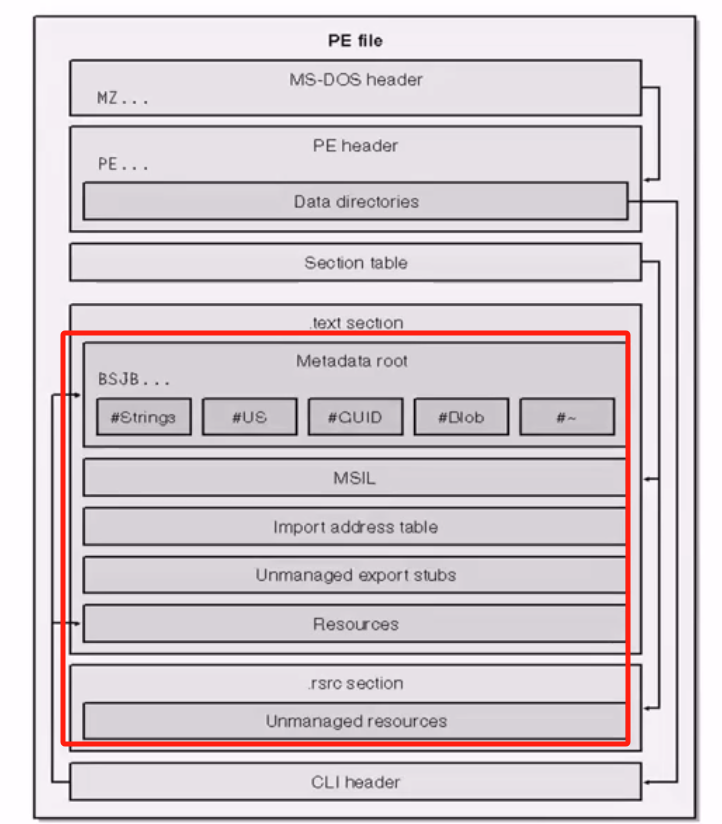 PE file
MS-DOS header
MZ...
PE header
PE...
Data directories
Section table
.text section
Metadata root
BSJB...
#Strings #US #GUID #Blob #~
MSIL
Import address table
Unmanaged export stubs
Resources
.rsrc section
Unmanaged resources
CLI header